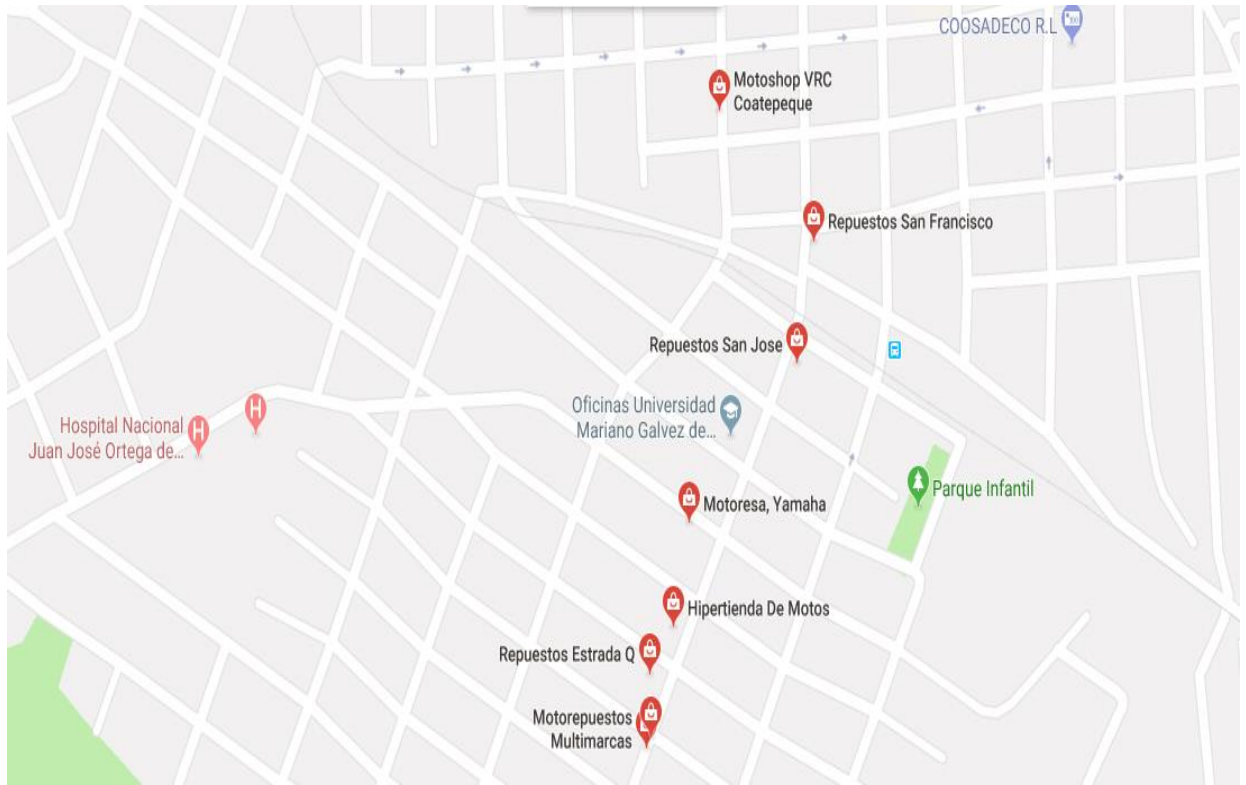 COOSADECO R.L
Motoshop VRC
Coatepeque
Repuestos San Francisco
Repuestos San Jose
Oficinas Universidad
Mariano Galvez de...
Hospital Nacional
Juan José Ortega de...
H
H
Parque Infantil
Motoresa, Yamaha
Hipertienda De Motos
Repuestos Estrada Q
Motorepuestos
Multimarcas